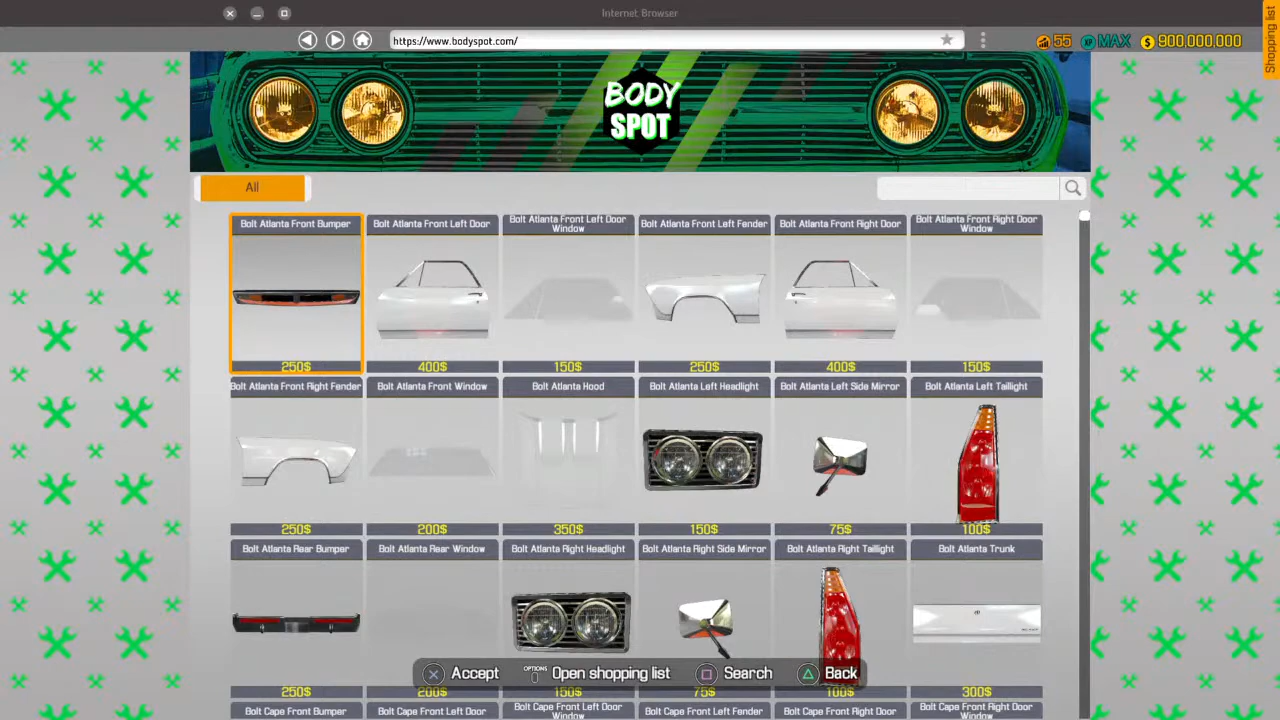 Internet Browser
Shopping list
https://www.bodyspot.com/
55
XP MAX
$ 900,000,000
BODY
SPOT
All
Bolt Atlanta Front Bumper
Bolt Atlanta Front Left Door
Bolt Atlanta Front Left Door
Window
Bolt Atlanta Front Left Fender
Bolt Atlanta Front Right Door
Bolt Atlanta Front Right Door
Window
250$
400$
150$
250$
400$
150$
Bolt Atlanta Front Right Fender
Bolt Atlanta Front Window
Bolt Atlanta Hood
Bolt Atlanta Left Headlight
Bolt Atlanta Left Side Mirror
Bolt Atlanta Left Taillight
250$
200$
350$
150$
75$
100$
Bolt Atlanta Rear Bumper
Bolt Atlanta Rear Window
Bolt Atlanta Right Headlight
Bolt Atlanta Right Side Mirror
Bolt Atlanta Right Taillight
Bolt Atlanta Trunk
Accept
OPTIONS
Open shopping list
Search
Back
250$
200$
150$
75$
100$
300$
Bolt Cape Front Bumper
Bolt Cape Front Left Door
Bolt Cape Front Left Door
Window
Bolt Cape Front Left Fender
Bolt Cape Front Right Door
Bolt Cape Front Right Door
Window